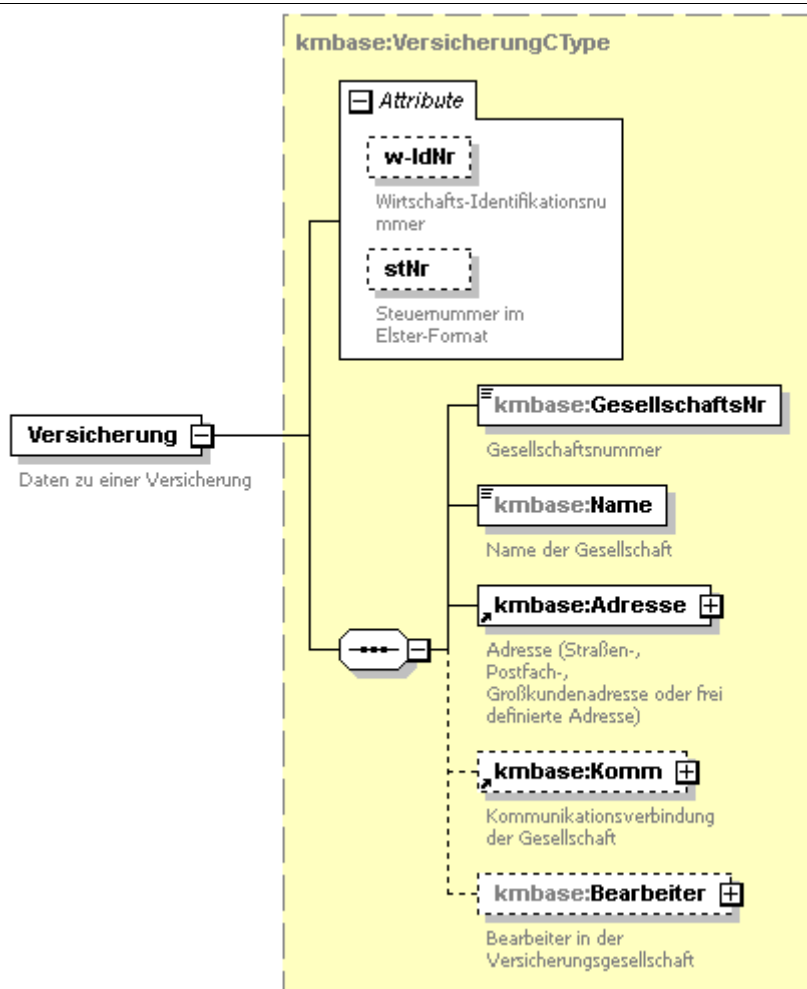 kmbase:VersicherungCType
Attribute
w-IdNr
Wirtschafts-Identifikationsnu
mmer
stNr
Steuernummer im
Elster-Format
Versicherung
Daten zu einer Versicherung
kmbase:GesellschaftsNr
Gesellschaftsnummer
kmbase:Name
Name der Gesellschaft
kmbase:Adresse
Adresse (Straßen-,
Postfach-,
Großkundenadresse oder frei
definierte Adresse)
kmbase:Komm
Kommunikationsverbindung
der Gesellschaft
kmbase:Bearbeiter
Bearbeiter in der
Versicherungsgesellschaft